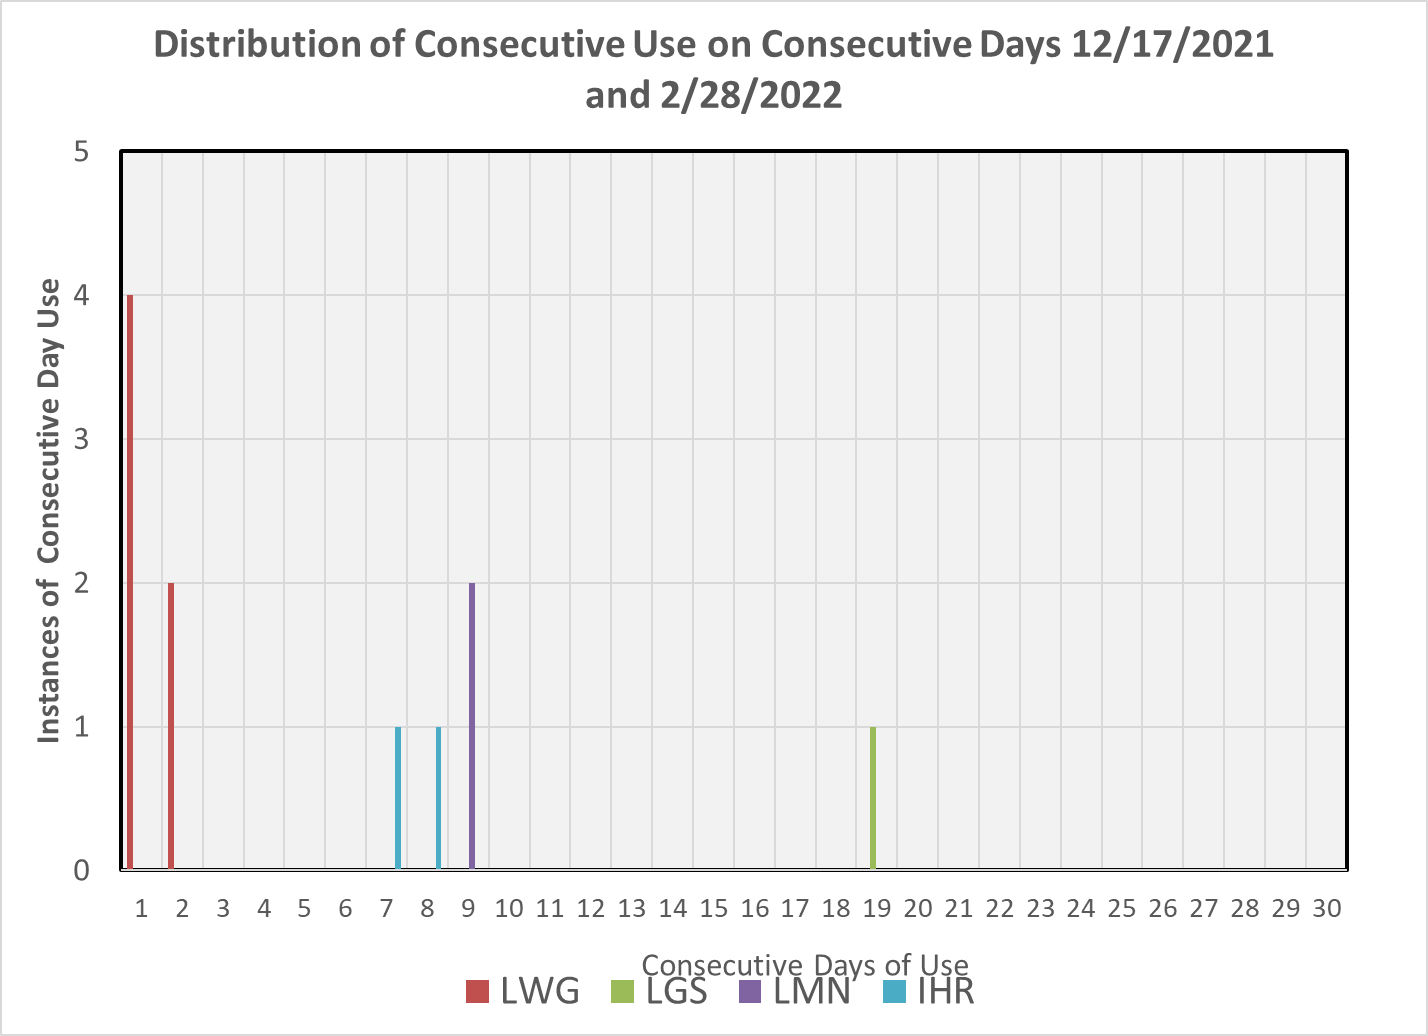 Distribution of Consecutive Use on Consecutive Days 12/17/2021
and 2/28/2022
Instances of Consecutive Day Use
5
4
3
2
1
0
1 2 3 4 5 6 7 8 9 10 11 12 13 14 15 16 17 18 19 20 21 22 23 24 25 26 27 28 29 30
Consecutive Days of Use
LWG LGS LMN IHR